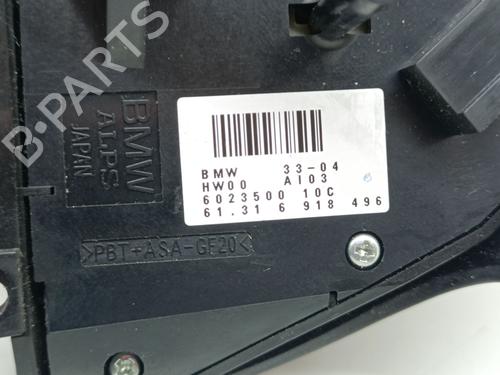 B-PARTS
BMW
ALPS
JAPAN
BMW 33-04
HW00 AI03
6023500 10C
61.31 6 918 496
>PBT+ASA-GF20<